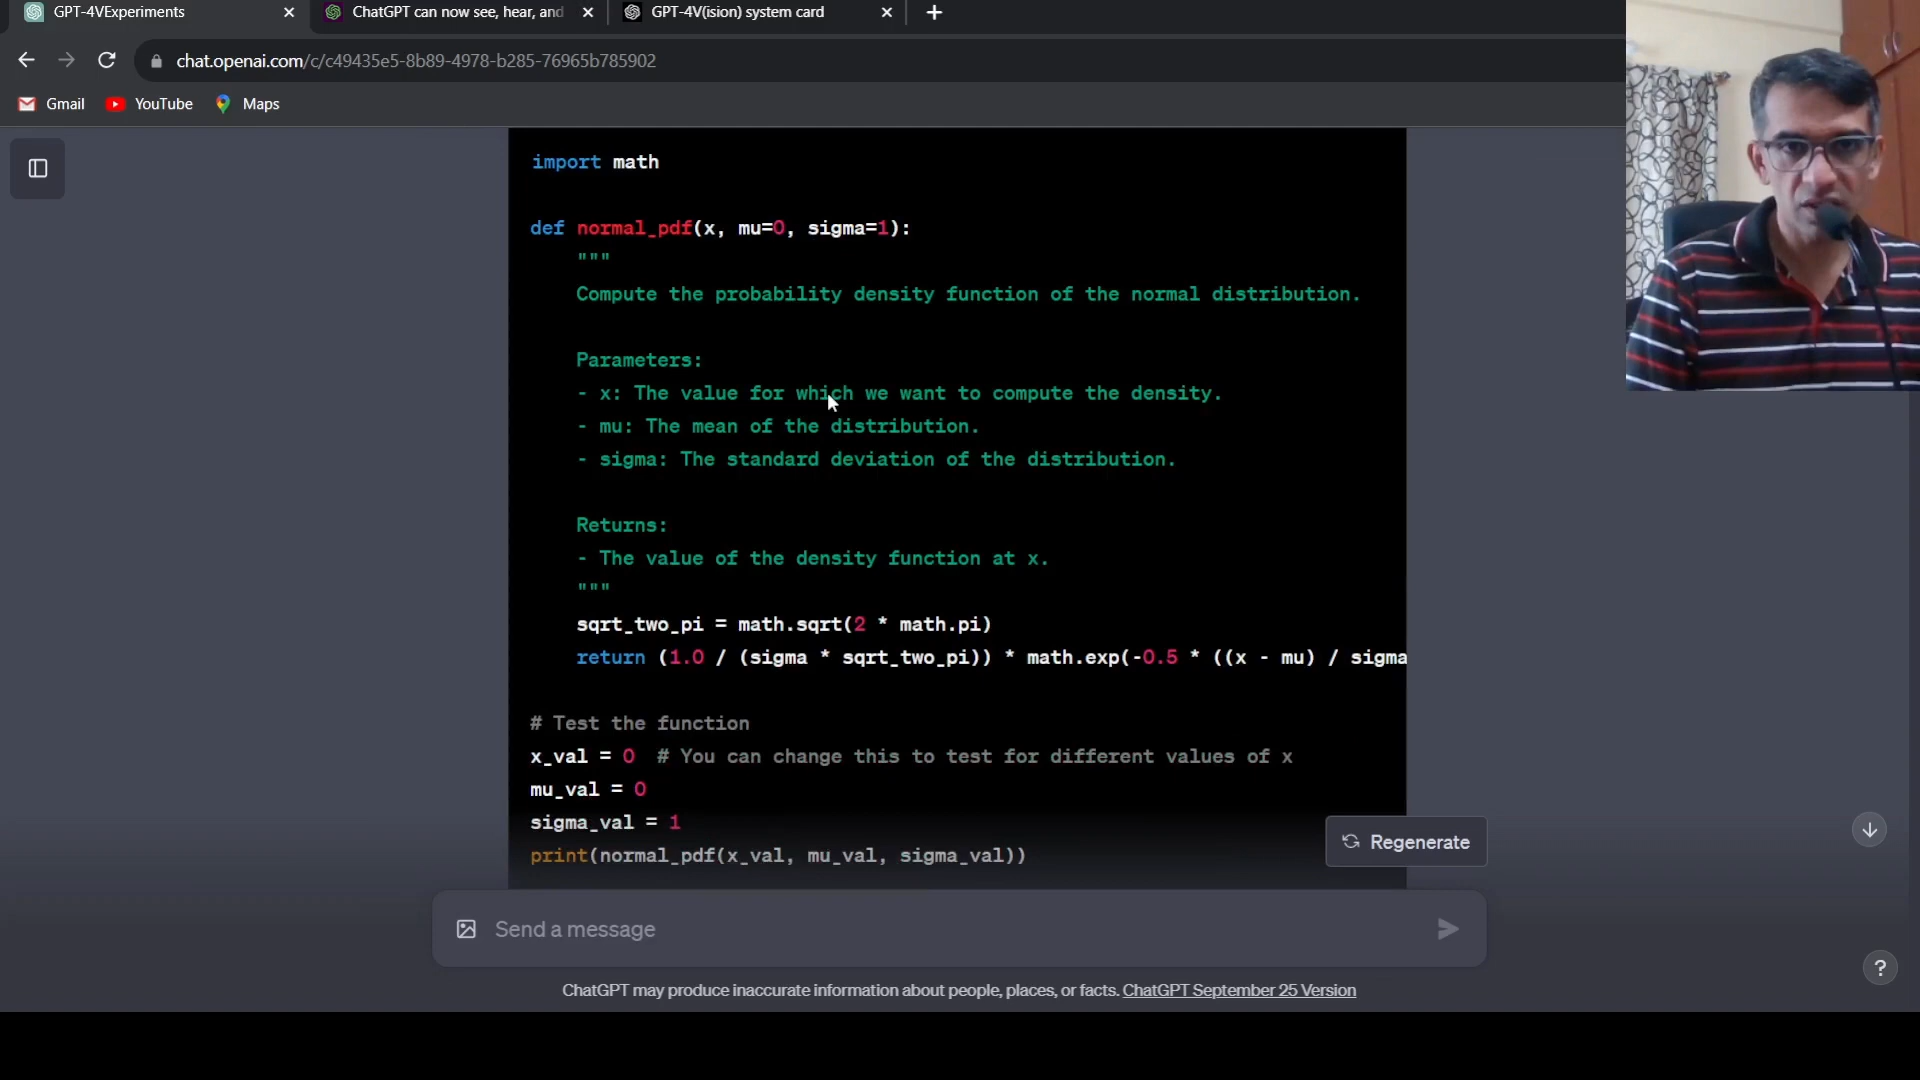 GPT-4VExperiments
ChatGPT can now see, hear, and
GPT-4V(ision) system card
chat.openai.com/c/c49435e5-8b89-4978-b285-76965b785902
Gmail YouTube Maps
import math
def normal_pdf(x, mu=0, sigma=1):
"""
Compute the probability density function of the normal distribution.
Parameters:
- x: The value for which we want to compute the density.
- mu: The mean of the distribution.
- sigma: The standard deviation of the distribution.
Returns:
- The value of the density function at x.
"""
sqrt_two_pi = math.sqrt(2 * math.pi)
return (1.0 / (sigma * sqrt_two_pi)) * math.exp(-0.5 * ((x - mu) / sigma
# Test the function
x_val = 0 # You can change this to test for different values of x
mu_val = 0
sigma_val = 1
print(normal_pdf(x_val, mu_val, sigma_val))
Regenerate
Send a message
?
ChatGPT may produce inaccurate information about people, places, or facts. ChatGPT September 25 Version